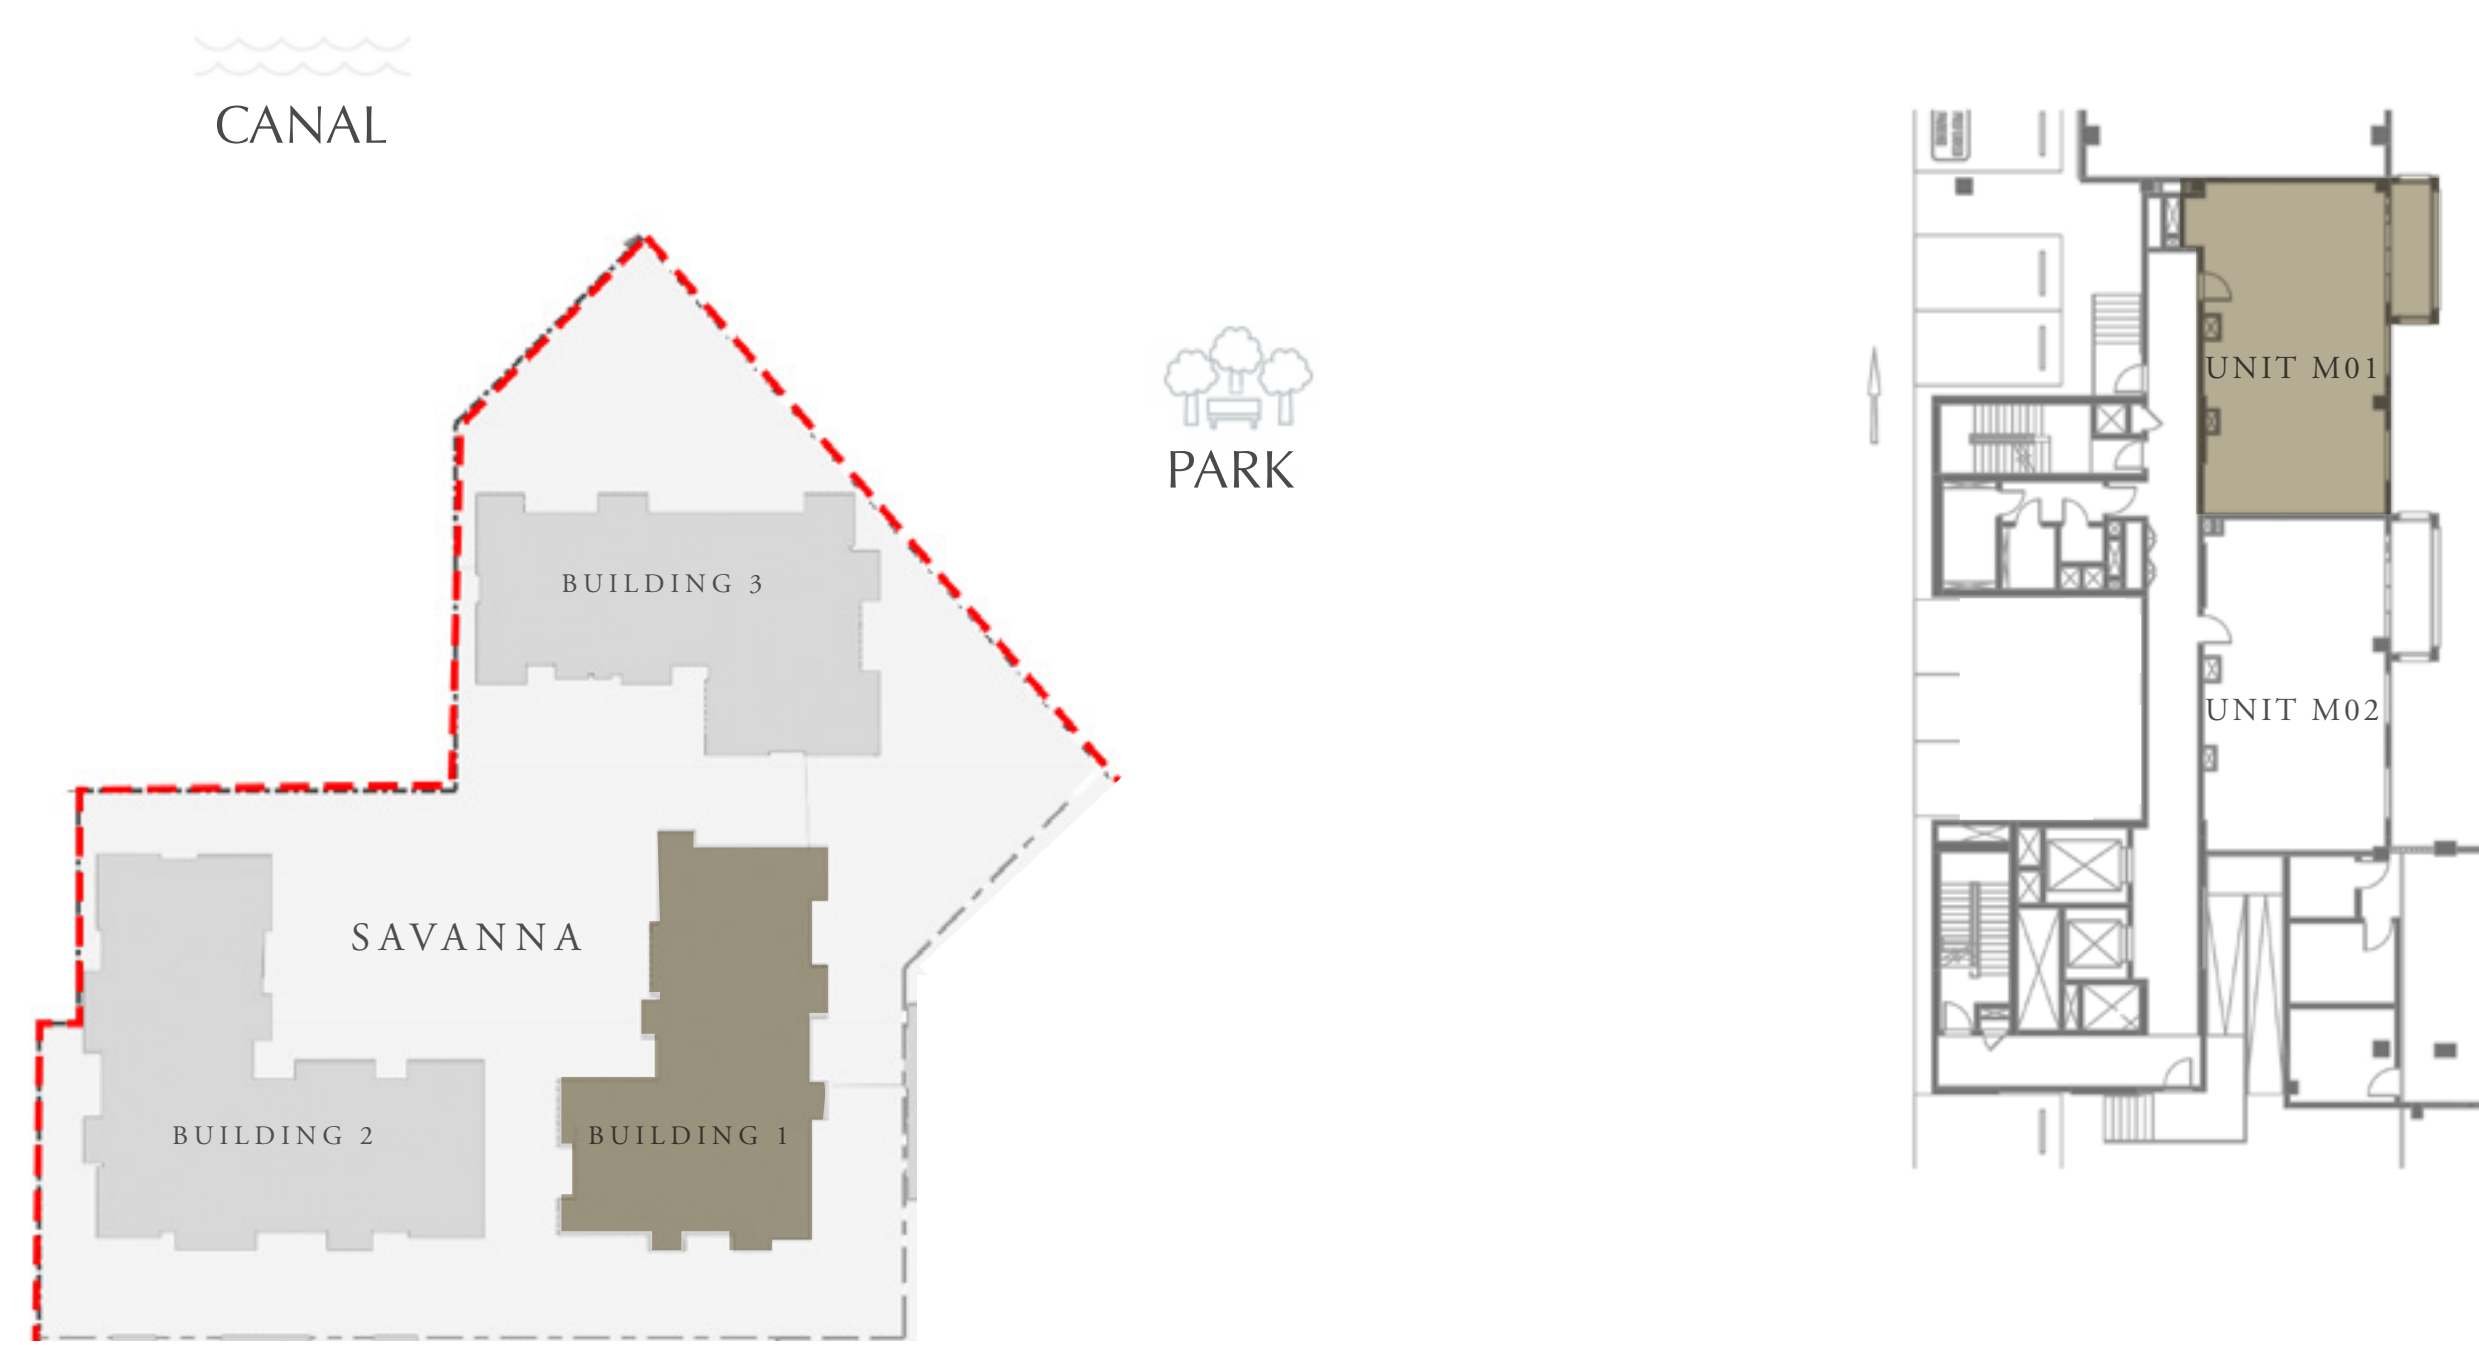 CANAL
PARK
BUILDING 3
SAVANNA
BUILDING 2
BUILDING 1
UNIT M01
UNIT M02